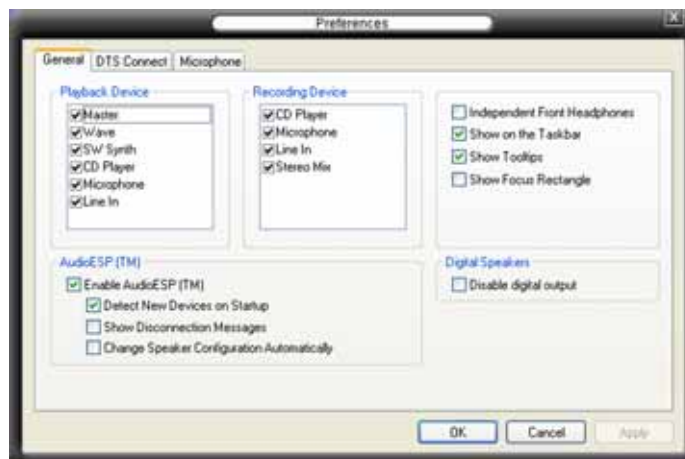 Preferences
General
DTS Connect
Microphone
Playback Device
Master
Wave
SW Synth
CD Player
Microphone
Line In
Recording Device
CD Player
Microphone
Line In
Stereo Mix
Independent Front Headphones
Show on the Taskbar
Show Tooltips
Show Focus Rectangle
AudioESP (TM)
Enable AudioESP (TM)
Detect New Devices on Startup
Show Disconnection Messages
Change Speaker Configuration Automatically
Digital Speakers
Disable digital output
OK
Cancel
Apply